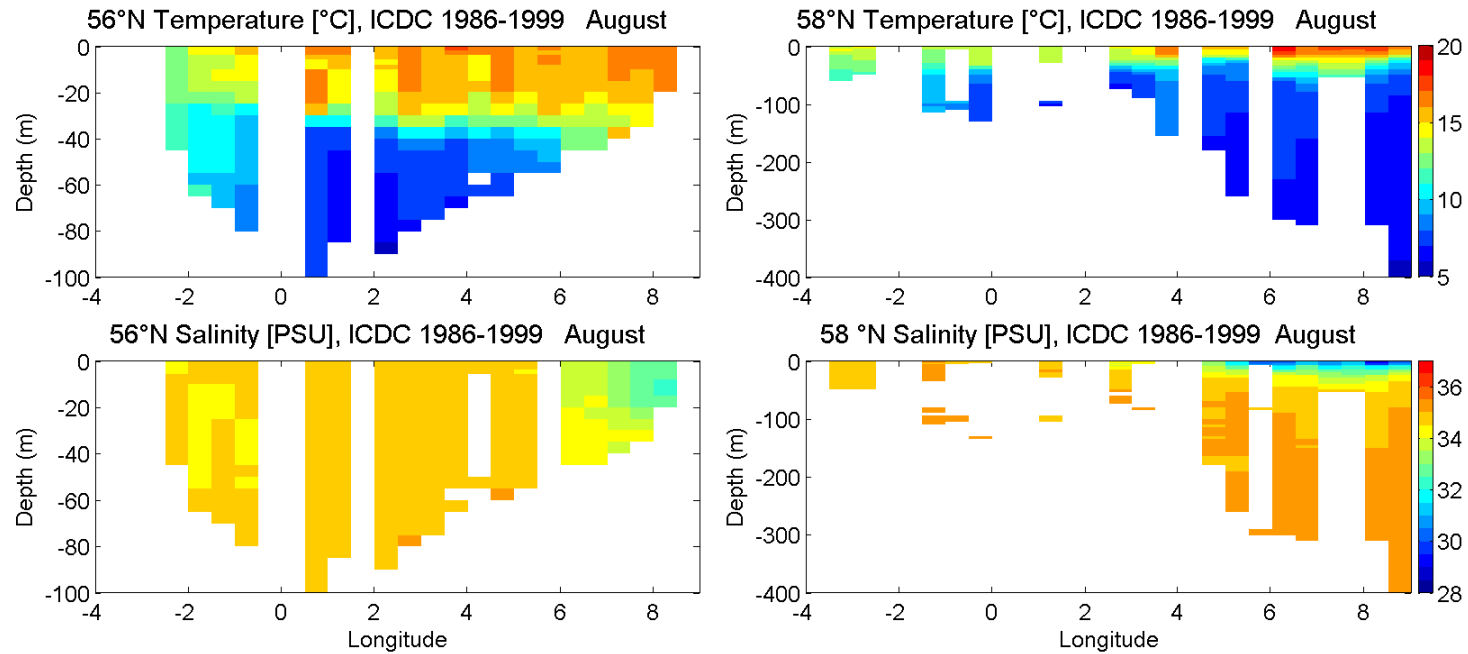 56°N Temperature [°C], ICDC 1986-1999 August
58°N Temperature [°C], ICDC 1986-1999 August
0
-20
-40
-60
-80
-100
Depth (m)
-4 -2 0 2 4 6 8
0
-100
-200
-300
-400
Depth (m)
-4 -2 0 2 4 6 8
20
15
10
5
56°N Salinity [PSU], ICDC 1986-1999 August
58 °N Salinity [PSU], ICDC 1986-1999 August
0
-20
-40
-60
-80
-100
Depth (m)
-4 -2 0 2 4 6 8
Longitude
0
-100
-200
-300
-400
Depth (m)
-4 -2 0 2 4 6 8
Longitude
36
34
32
30
28